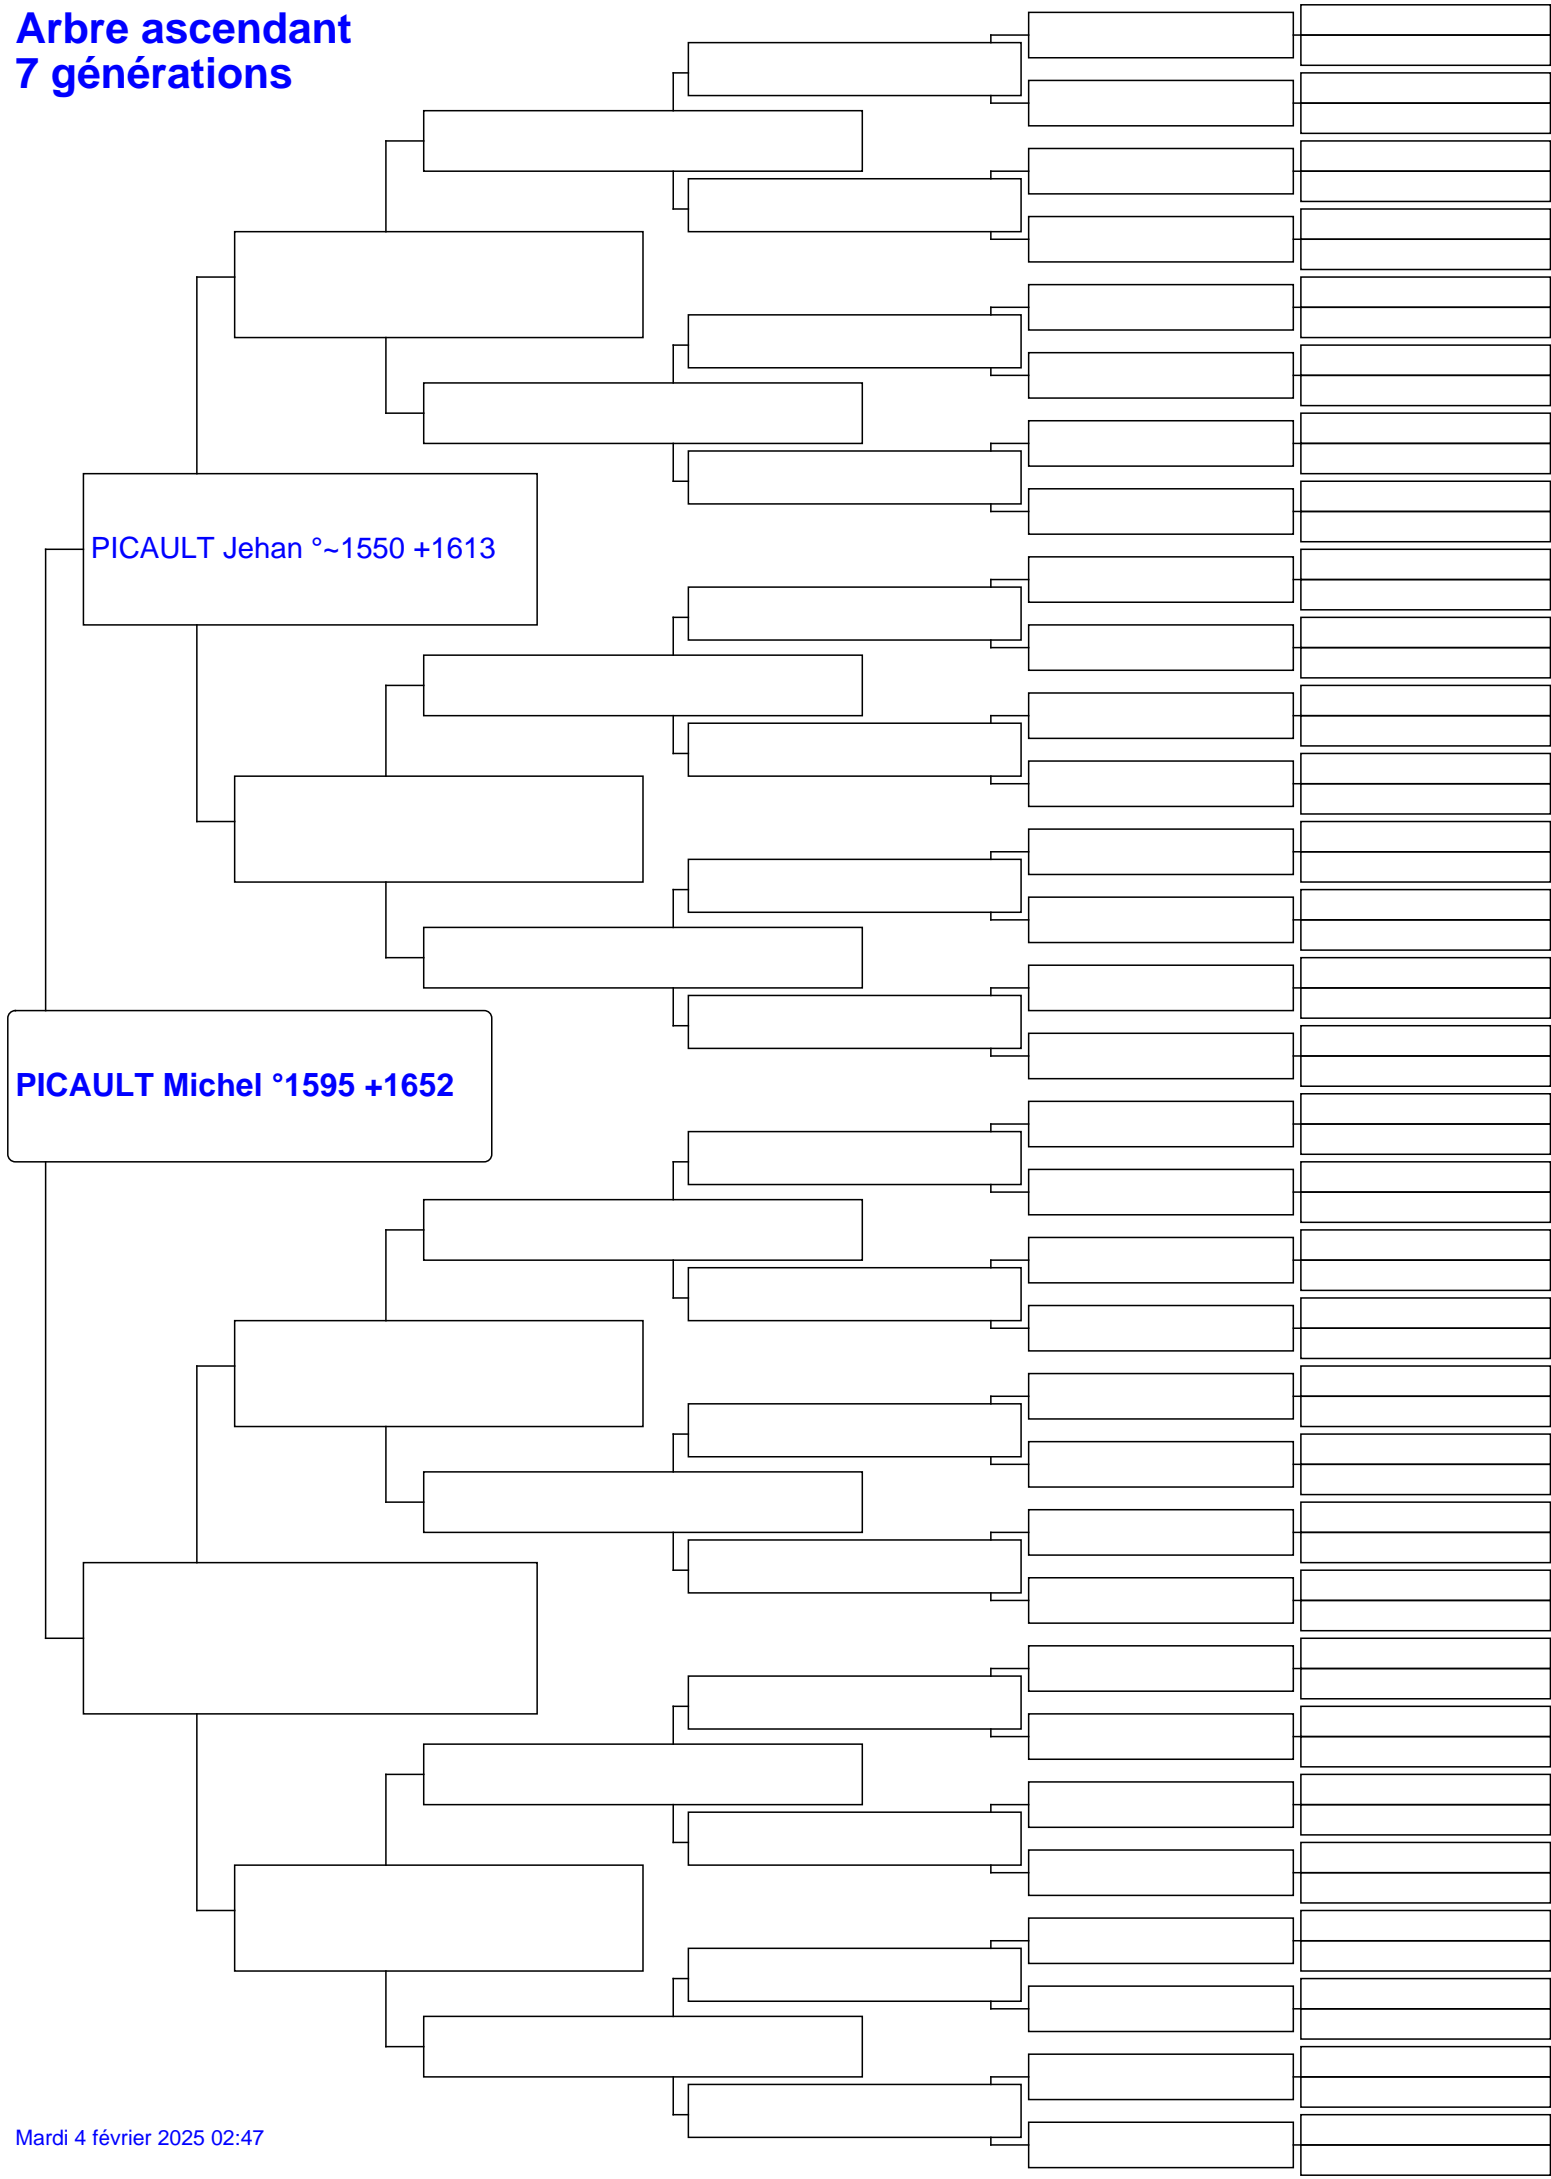 Arbre ascendant
7 générations
PICAULT Jehan °~1550 +1613
PICAULT Michel °1595 +1652
Mardi 4 février 2025 02:47